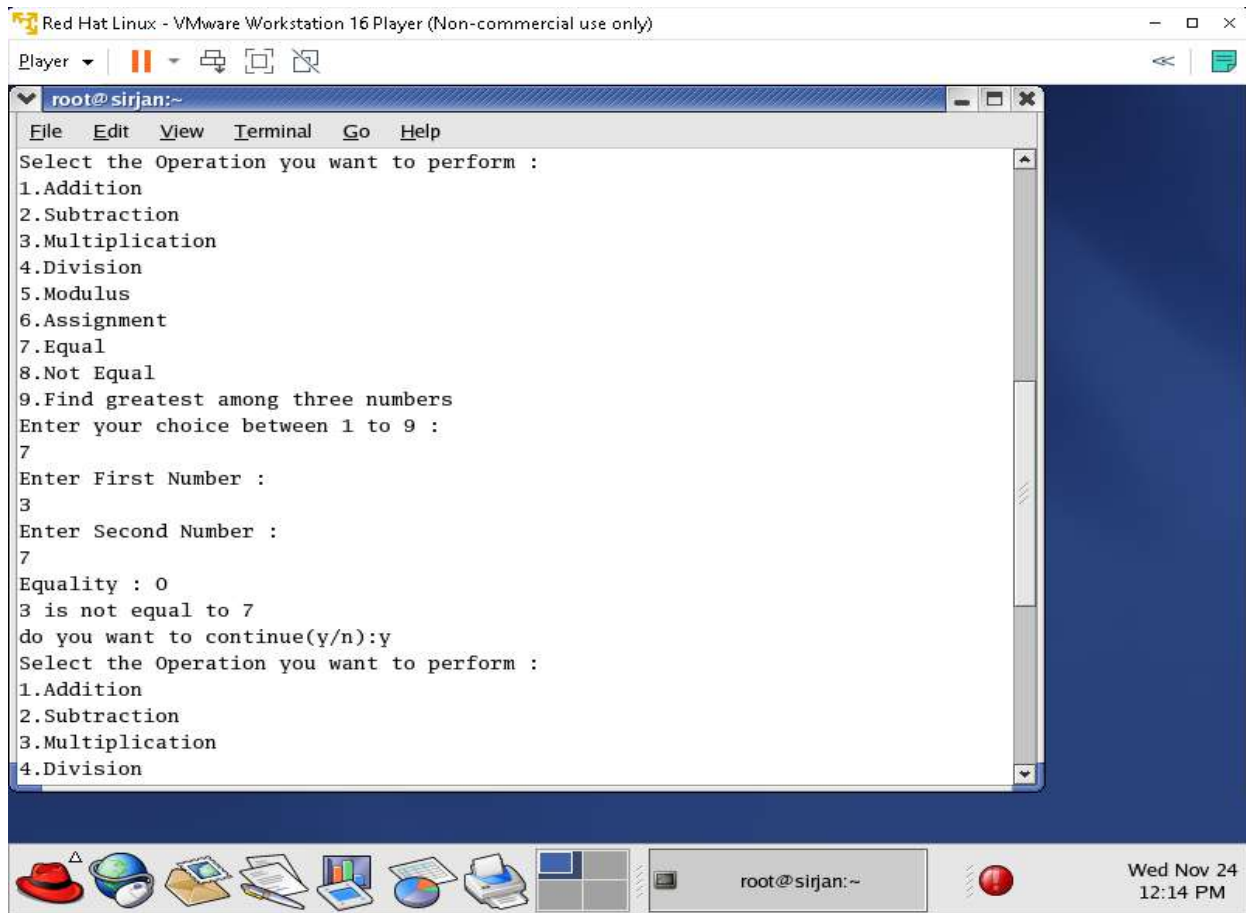 Red Hat Linux - VMware Workstation 16 Player (Non-commercial use only)
Player
root@sirjan:~
File Edit View Terminal Go Help
Select the Operation you want to perform :
1.Addition
2.Subtraction
3.Multiplication
4.Division
5.Modulus
6.Assignment
7.Equal
8.Not Equal
9.Find greatest among three numbers
Enter your choice between 1 to 9 :
7
Enter First Number :
3
Enter Second Number :
7
Equality : 0
3 is not equal to 7
do you want to continue(y/n):y
Select the Operation you want to perform :
1.Addition
2.Subtraction
3.Multiplication
4.Division
root@sirjan:~
Wed Nov 24
12:14 PM